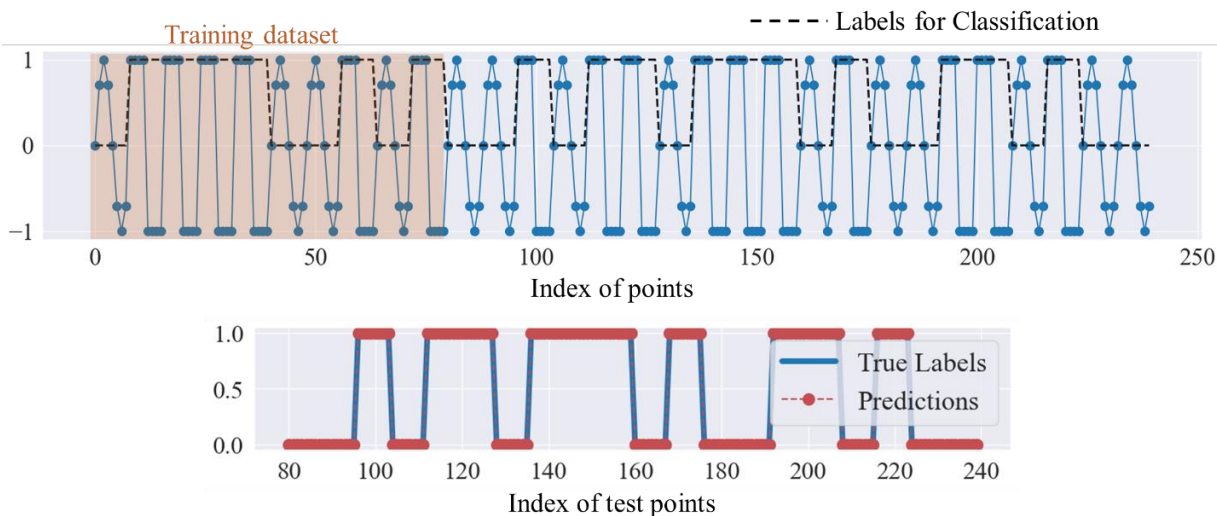 Training dataset
Labels for Classification
1
0
−1
0 50 100 150 200 250
Index of points
1.0
0.5
0.0
True Labels
Predictions
80 100 120 140 160 180 200 220 240
Index of test points